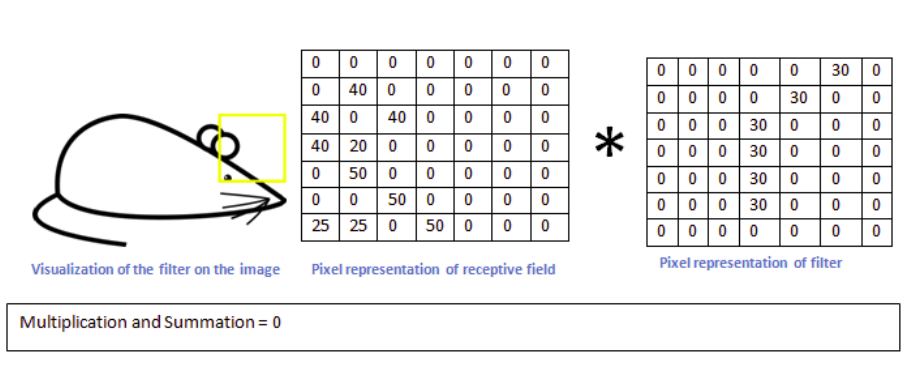 0 0 0 0 0 0 0
0 40 0 0 0 0 0
40 0 40 0 0 0 0
40 20 0 0 0 0 0
0 50 0 0 0 0 0
0 0 50 0 0 0 0
25 25 0 50 0 0 0
*
0 0 0 0 0 30 0
0 0 0 0 30 0 0
0 0 0 30 0 0 0
0 0 0 30 0 0 0
0 0 0 30 0 0 0
0 0 0 30 0 0 0
0 0 0 0 0 0 0
Visualization of the filter on the image
Pixel representation of receptive field
Pixel representation of filter
Multiplication and Summation = 0